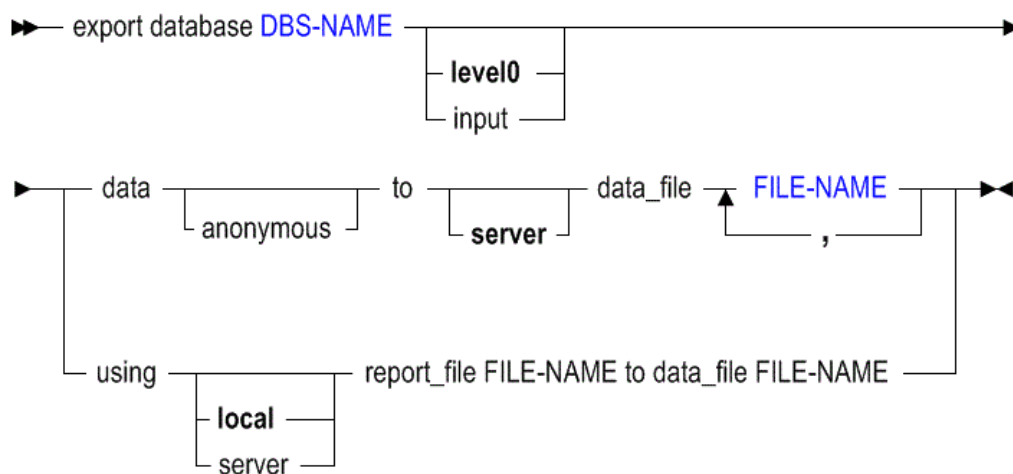 export database DBS-NAME
level0
input
data to data_file FILE-NAME
anonymous server ,
using report_file FILE-NAME to data_file FILE-NAME
local
server